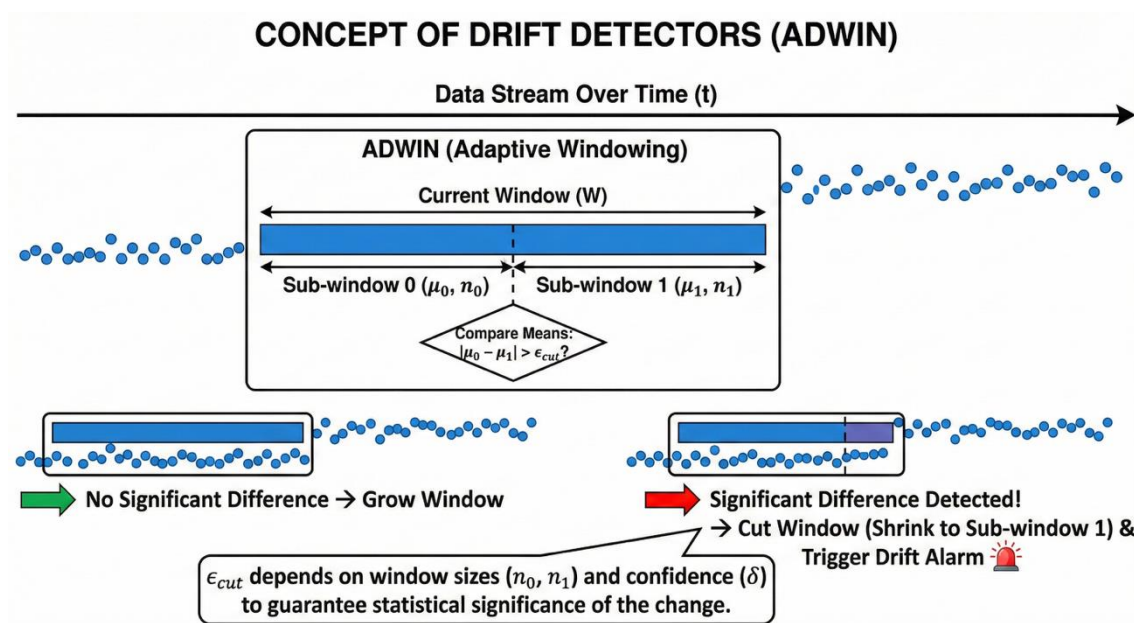 CONCEPT OF DRIFT DETECTORS (ADWIN)
Data Stream Over Time (t)
ADWIN (Adaptive Windowing)
Current Window (W)
Sub-window 0 (μ₀, n₀)
Sub-window 1 (μ₁, n₁)
Compare Means:
|μ₀ – μ₁| > ϵ_cut?
No Significant Difference → Grow Window
Significant Difference Detected!
→ Cut Window (Shrink to Sub-window 1) &
Trigger Drift Alarm
ϵ_cut depends on window sizes (n₀, n₁) and confidence (δ)
to guarantee statistical significance of the change.